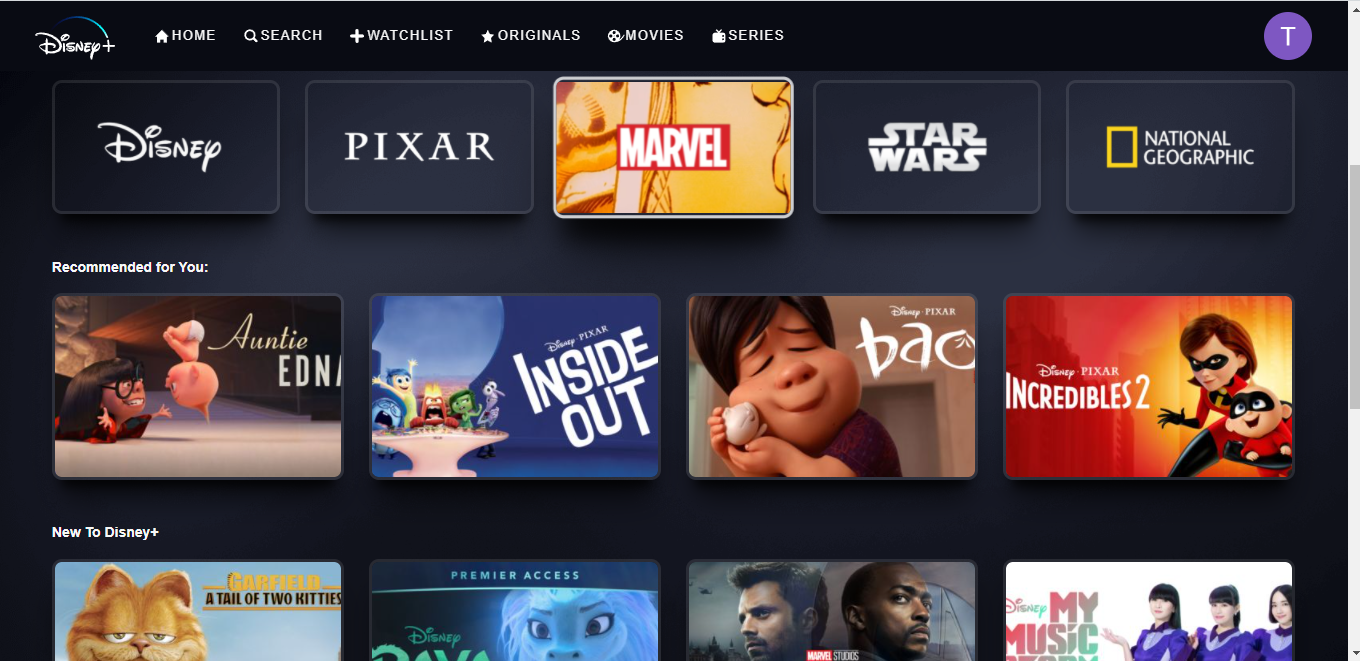 Disney+
HOME
SEARCH
WATCHLIST
ORIGINALS
MOVIES
SERIES
T
Disney
PIXAR
MARVEL
STAR
WARS
NATIONAL
GEOGRAPHIC
Recommended for You:
Auntie
EDNA
Disney · PIXAR
INSIDE
OUT
Disney · PIXAR
bao
Disney · PIXAR
INCREDIBLES 2
New To Disney+
GARFIELD
A TAIL OF TWO KITTIES
PREMIER ACCESS
Disney
RAYA
MARVEL STUDIOS
Disney
MY
MUSIC
STORY